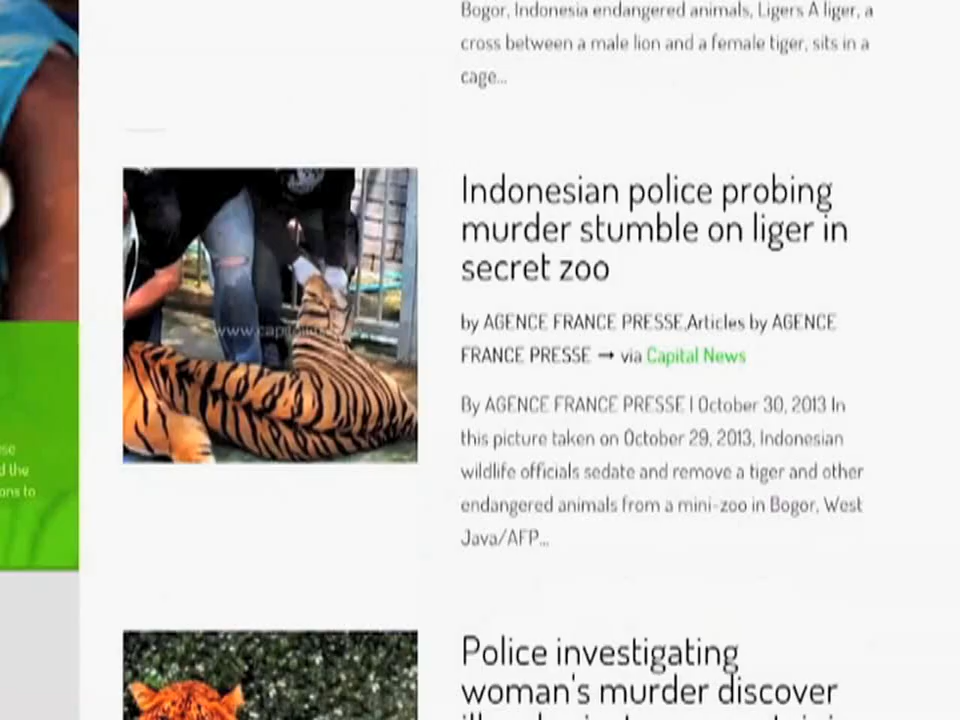 Bogor, Indonesia endangered animals, Ligers A liger, a
cross between a male lion and a female tiger, sits in a
cage...
Indonesian police probing
murder stumble on liger in
secret zoo
by AGENCE FRANCE PRESSE,Articles by AGENCE
FRANCE PRESSE → via Capital News
By AGENCE FRANCE PRESSE | October 30, 2013 In
this picture taken on October 29, 2013, Indonesian
wildlife officials sedate and remove a tiger and other
endangered animals from a mini-zoo in Bogor, West
Java/AFP...
d the
ons to
Police investigating
woman's murder discover